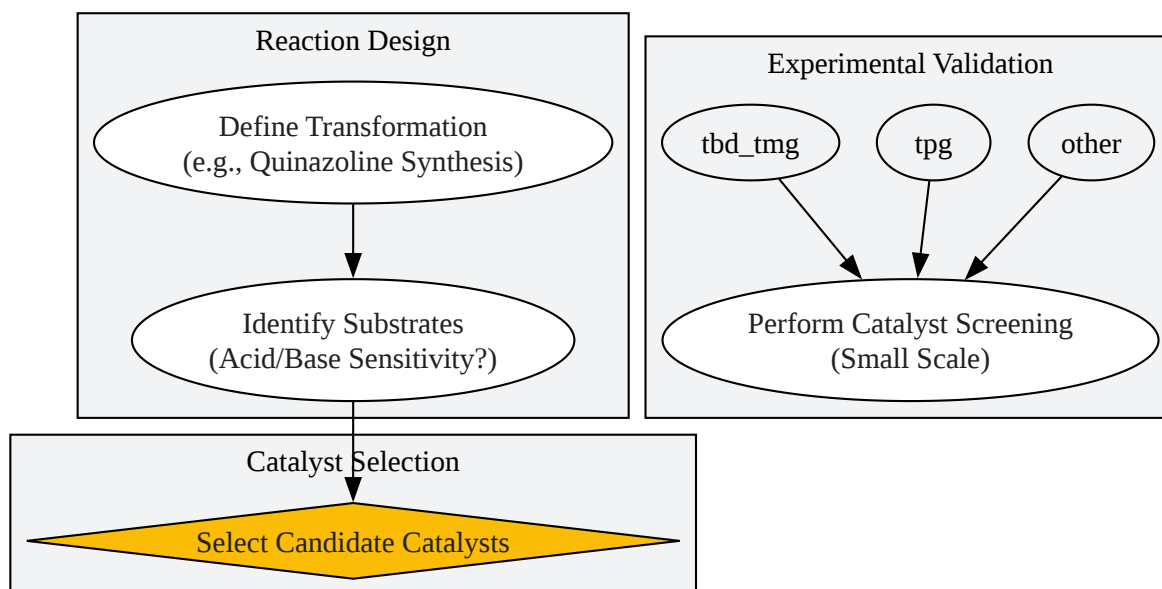 Reaction Design
Define Transformation
(e.g., Quinazoline Synthesis)
Identify Substrates
(Acid/Base Sensitivity?)
Catalyst Selection
Select Candidate Catalysts
Experimental Validation
tbd_tmg
tpg
other
Perform Catalyst Screening
(Small Scale)